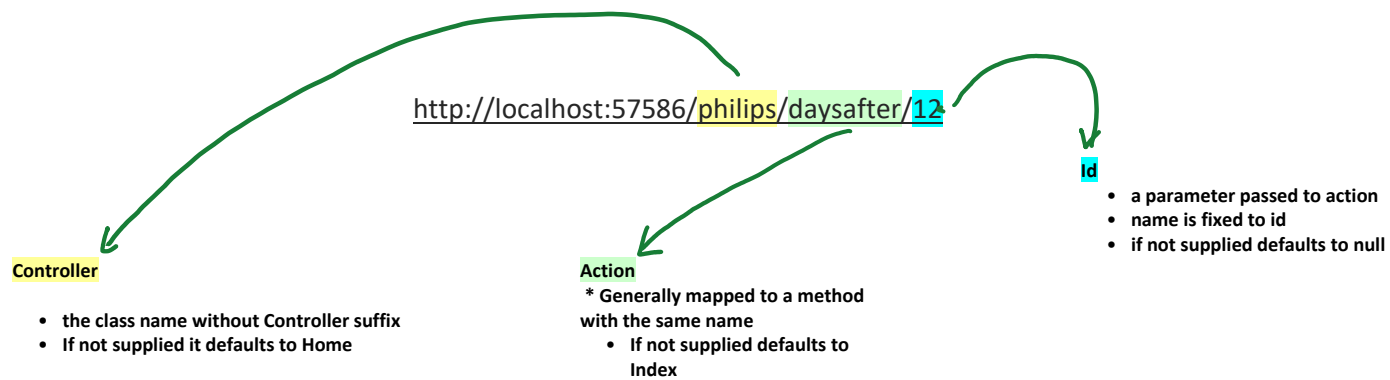 http://localhost:57586/philips/daysafter/12
Id
• a parameter passed to action
• name is fixed to id
• if not supplied defaults to null
Controller
• the class name without Controller suffix
• If not supplied it defaults to Home
Action
* Generally mapped to a method
with the same name
• If not supplied defaults to
Index